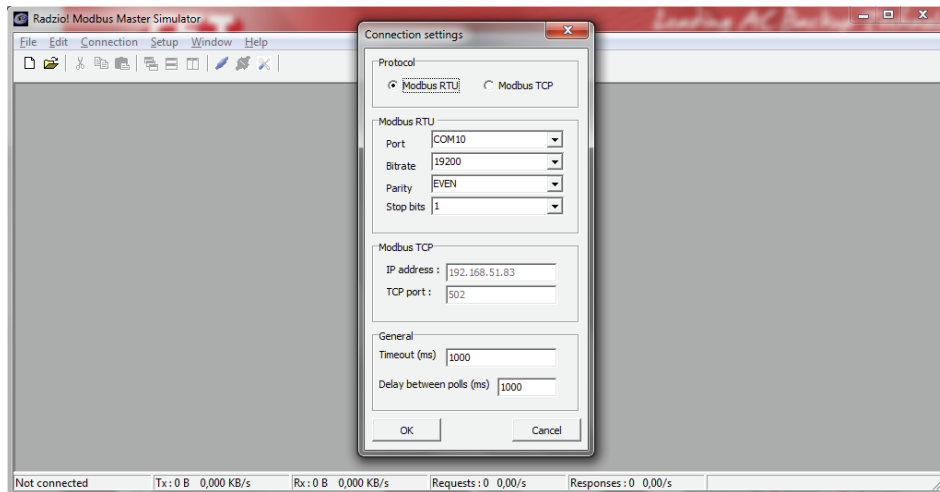 Radzio! Modbus Master Simulator
Loading AC Backup
File Edit Connection Setup Window Help
Connection settings
Protocol
Modbus RTU Modbus TCP
Modbus RTU
Port COM10
Bitrate 19200
Parity EVEN
Stop bits 1
Modbus TCP
IP address : 192.168.51.83
TCP port : 502
General
Timeout (ms) 1000
Delay between polls (ms) 1000
OK Cancel
Not connected Tx : 0 B 0,000 KB/s Rx : 0 B 0,000 KB/s Requests : 0 0,00/s Responses : 0 0,00/s